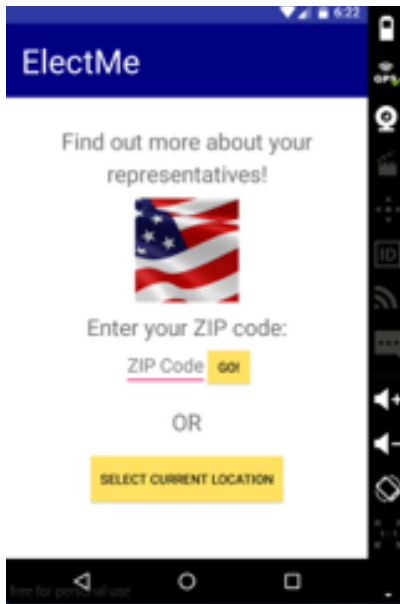 6:22
ElectMe
GPS
Find out more about your
representatives!
ID
Enter your ZIP code:
ZIP Code GO!
OR
SELECT CURRENT LOCATION
free for personal use